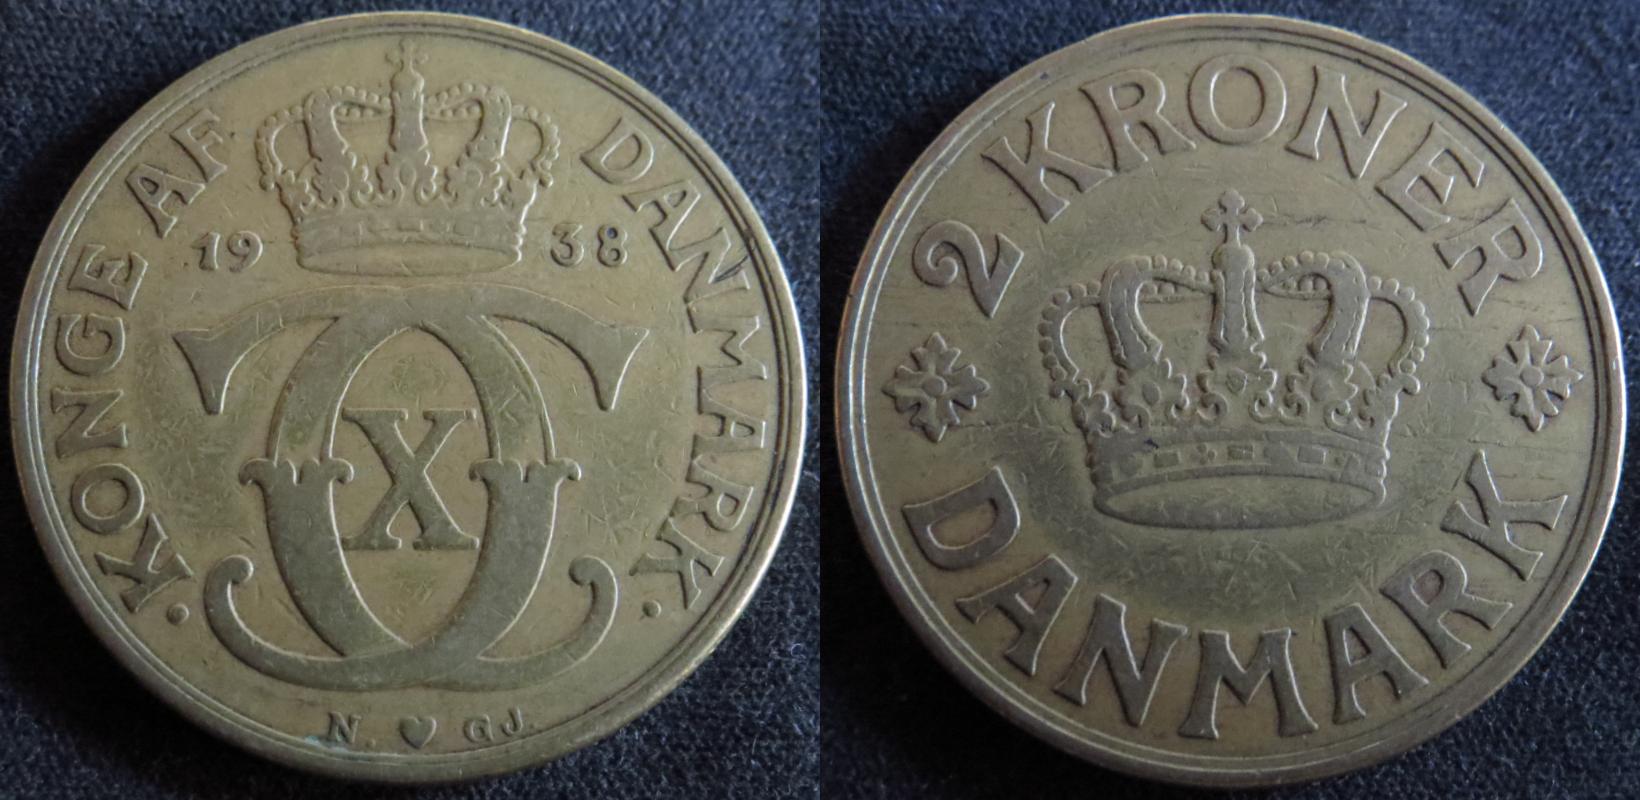 · KONGE AF DANMARK ·
19 38
X
N. ♥ GJ.
2 KRONER
DANMARK